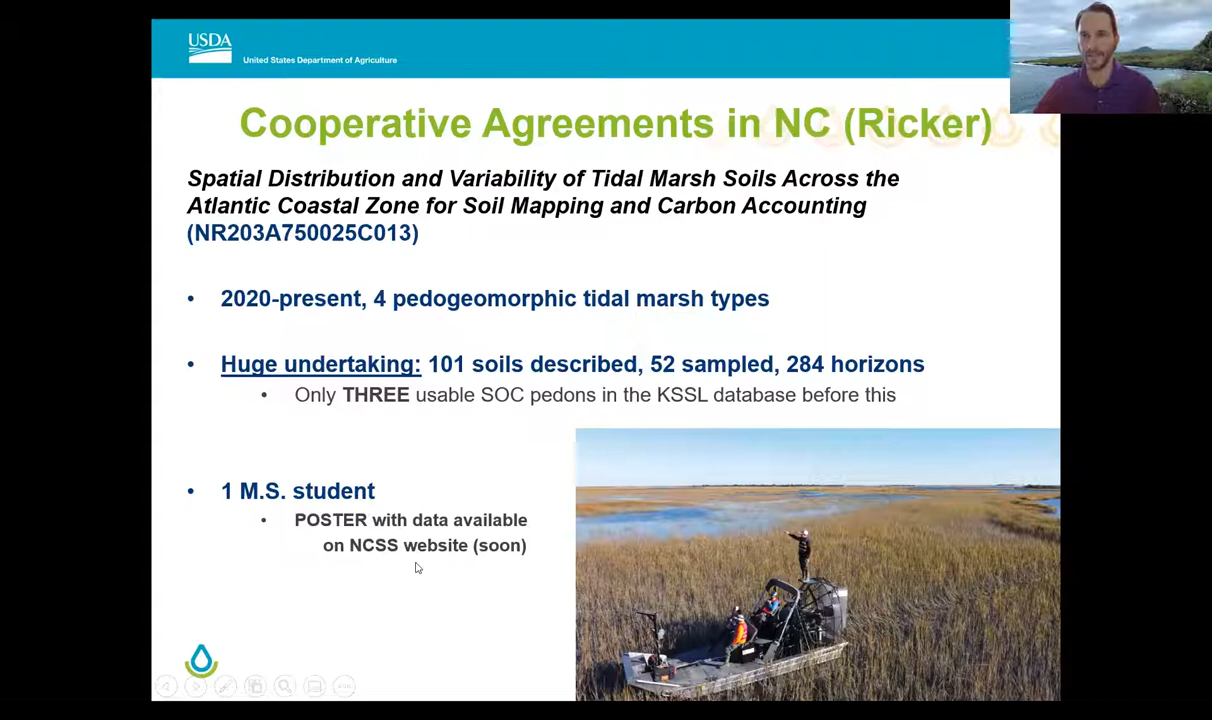 USDA
United States Department of Agriculture
Cooperative Agreements in NC (Ricker)
Spatial Distribution and Variability of Tidal Marsh Soils Across the
Atlantic Coastal Zone for Soil Mapping and Carbon Accounting
(NR203A750025C013)
• 2020-present, 4 pedogeomorphic tidal marsh types
• Huge undertaking: 101 soils described, 52 sampled, 284 horizons
• Only THREE usable SOC pedons in the KSSL database before this
• 1 M.S. student
• POSTER with data available
on NCSS website (soon)